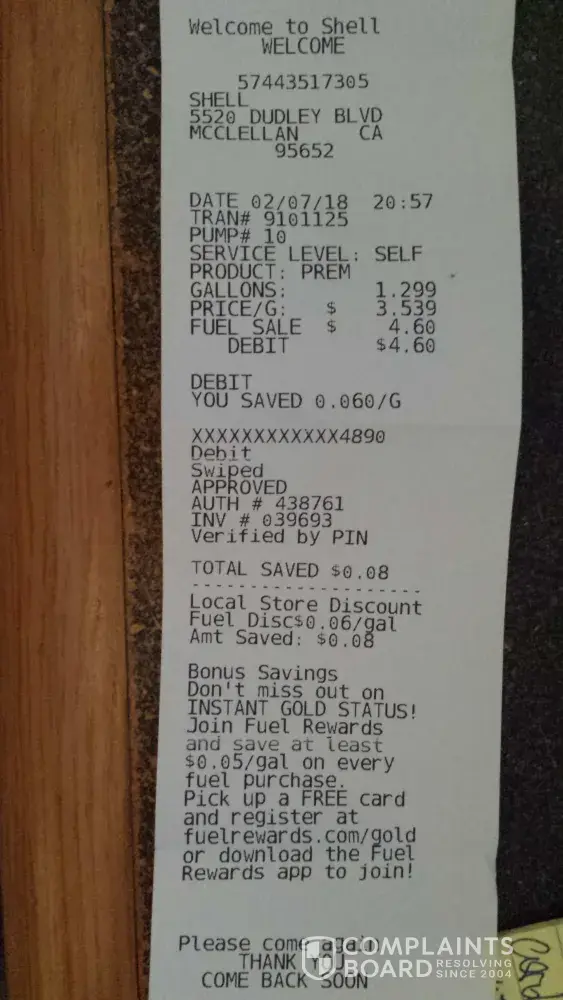 Welcome to Shell
WELCOME
57443517305
SHELL
5520 DUDLEY BLVD
MCCLELLAN CA
95652
DATE 02/07/18 20:57
TRAN# 9101125
PUMP# 10
SERVICE LEVEL: SELF
PRODUCT: PREM
GALLONS: 1.299
PRICE/G: $ 3.539
FUEL SALE $ 4.60
DEBIT $4.60
DEBIT
YOU SAVED 0.060/G
XXXXXXXXXXXX4890
Debit
Swiped
APPROVED
AUTH # 438761
INV # 039693
Verified by PIN
TOTAL SAVED $0.08
---------------------
Local Store Discount
Fuel Disc$0.06/gal
Amt Saved: $0.08
Bonus Savings
Don't miss out on
INSTANT GOLD STATUS!
Join Fuel Rewards
and save at least
$0.05/gal on every
fuel purchase.
Pick up a FREE card
and register at
fuelrewards.com/gold
or download the Fuel
Rewards app to join!
Please come again
THANK YOU
COME BACK SOON
COMPLAINTS
BOARD RESOLVING
SINCE 2004